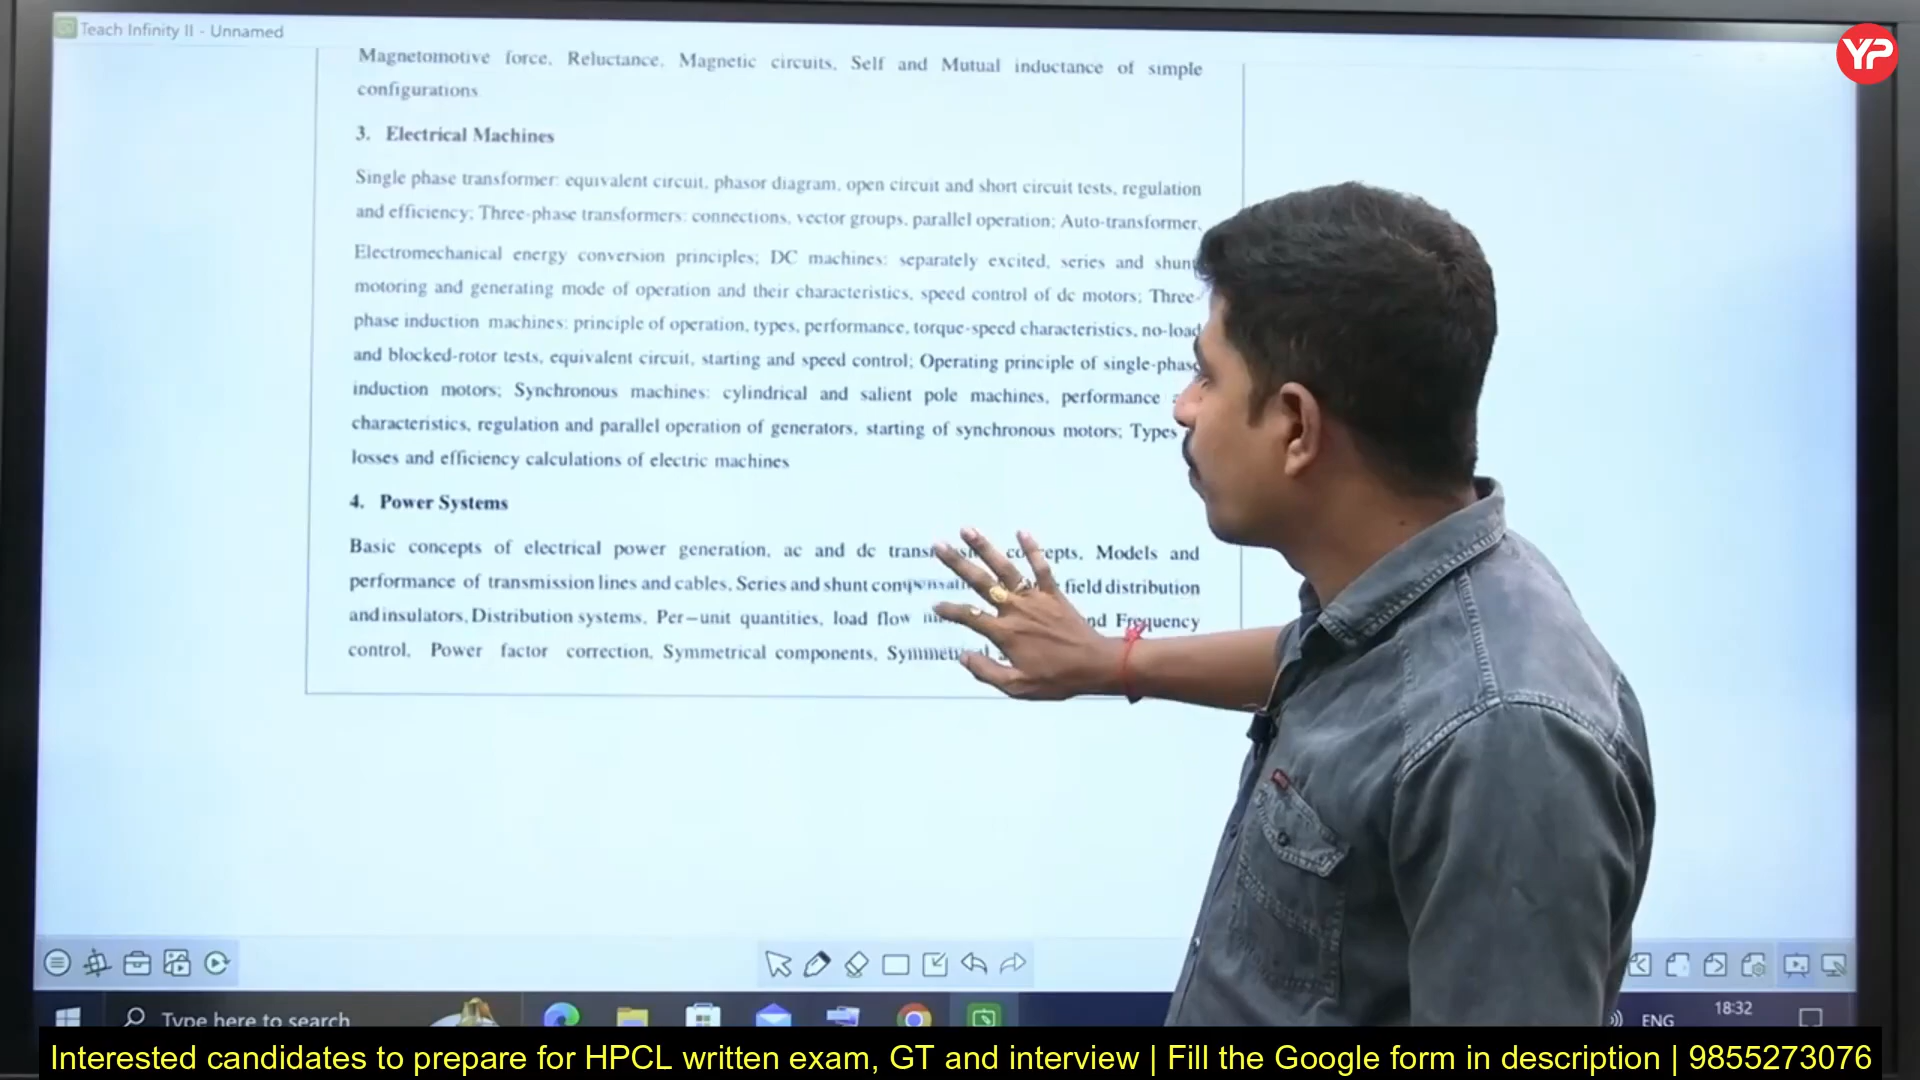 Teach Infinity II - Unnamed
YP
Magnetomotive force, Reluctance, Magnetic circuits, Self and Mutual inductance of simple
configurations
3. Electrical Machines
Single phase transformer: equivalent circuit, phasor diagram, open circuit and short circuit tests, regulation
and efficiency; Three-phase transformers: connections, vector groups, parallel operation; Auto-transformer,
Electromechanical energy conversion principles; DC machines: separately excited, series and shunt,
motoring and generating mode of operation and their characteristics, speed control of dc motors; Three-
phase induction machines: principle of operation, types, performance, torque-speed characteristics, no-load
and blocked-rotor tests, equivalent circuit, starting and speed control; Operating principle of single-phase
induction motors; Synchronous machines: cylindrical and salient pole machines, performance
characteristics, regulation and parallel operation of generators, starting of synchronous motors; Types
losses and efficiency calculations of electric machines
4. Power Systems
Basic concepts of electrical power generation, ac and dc concepts, Models and
performance of transmission lines and cables, Series and shunt field distribution
and insulators, Distribution systems, Per-unit quantities, load flow Frequency
control, Power factor correction, Symmetrical components,
Type here to search
ENG
18:32
Interested candidates to prepare for HPCL written exam, GT and interview | Fill the Google form in description | 9855273076